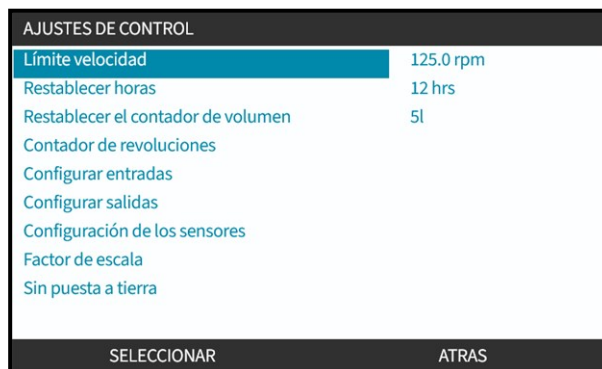 AJUSTES DE CONTROL
Límite velocidad 125.0 rpm
Restablecer horas 12 hrs
Restablecer el contador de volumen 5l
Contador de revoluciones
Configurar entradas
Configurar salidas
Configuración de los sensores
Factor de escala
Sin puesta a tierra
SELECCIONAR ATRAS